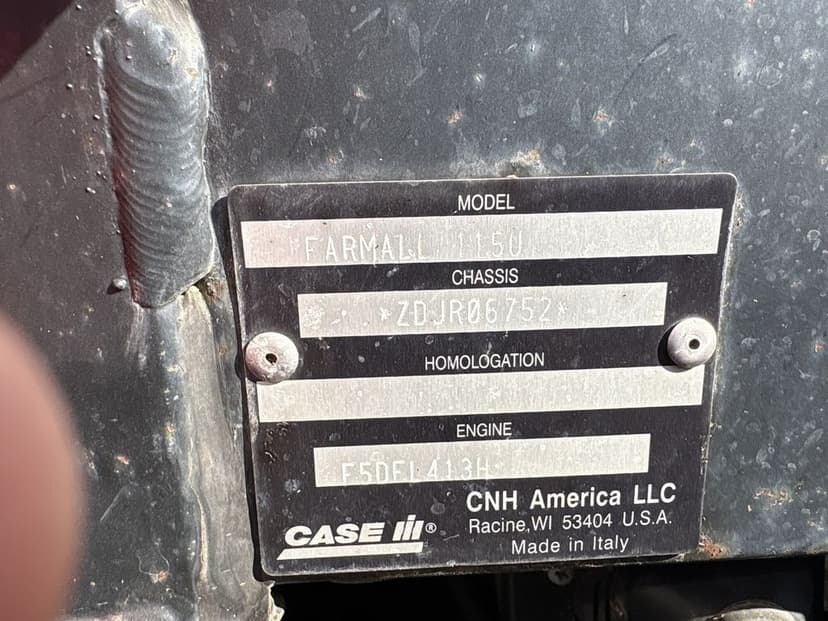 MODEL
*FARMALL 115U
CHASSIS
*ZDJR06752*
HOMOLOGATION
ENGINE
F5DFL413H*
CNH America LLC
CASE IH®
Racine,WI 53404 U.S.A.
Made in Italy